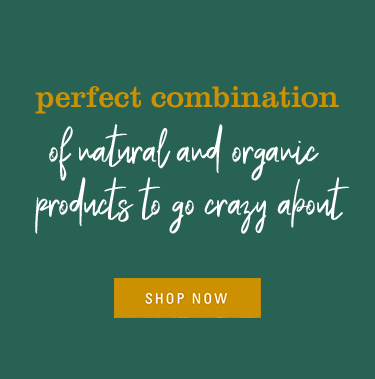 perfect combination
of natural and organic
products to go crazy about
SHOP NOW